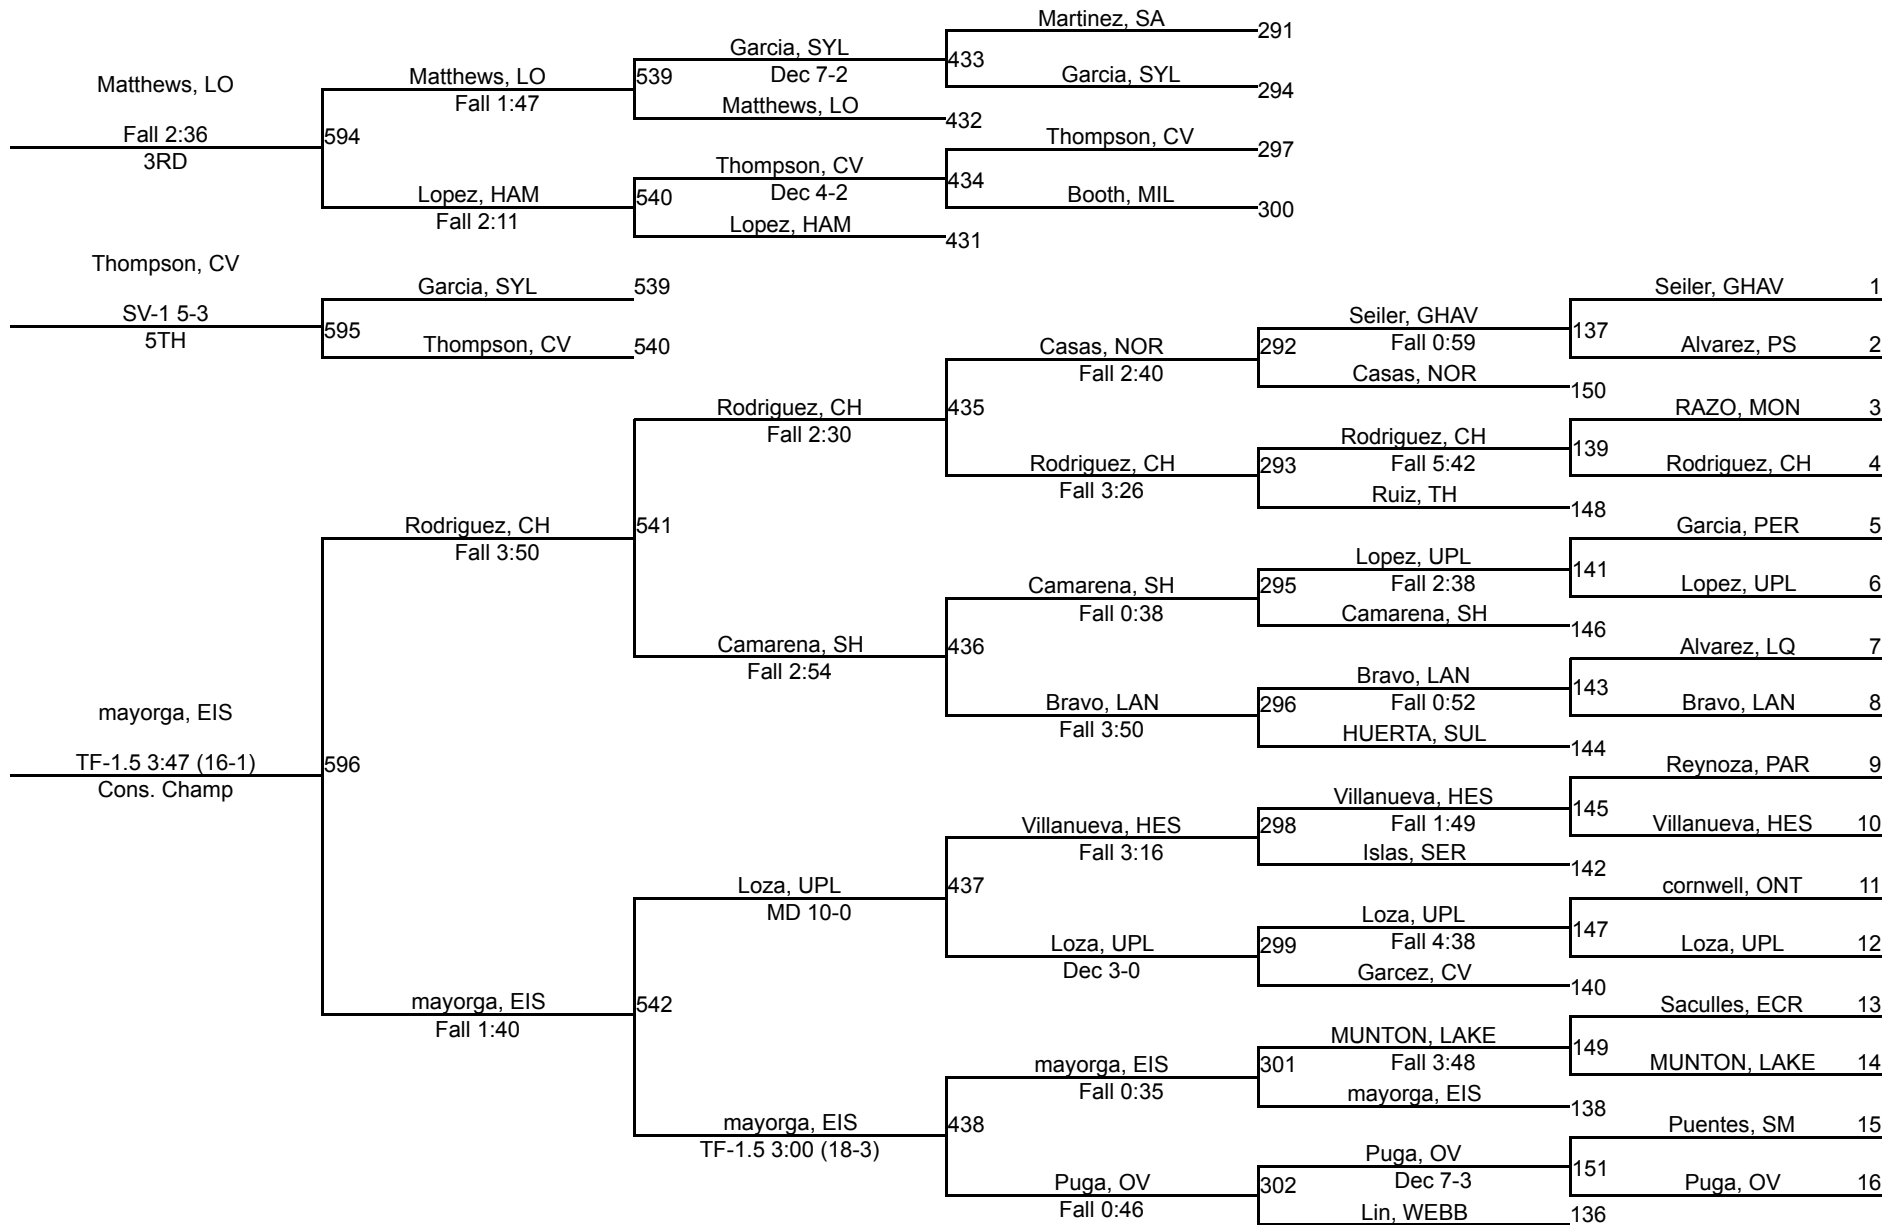 Martinez, SA
291
Garcia, SYL
Dec 7-2
433
Garcia, SYL
294
Matthews, LO
Fall 1:47
539
Matthews, LO
432
Matthews, LO
Fall 2:36
3RD
594
Thompson, CV
297
Thompson, CV
Dec 4-2
434
Booth, MIL
300
Lopez, HAM
Fall 2:11
540
Lopez, HAM
431
Thompson, CV
SV-1 5-3
5TH
595
Garcia, SYL
539
Thompson, CV
540
Seiler, GHAV 1
Seiler, GHAV
Fall 0:59
137
Alvarez, PS 2
Casas, NOR
Fall 2:40
292
Casas, NOR
150
RAZO, MON 3
Rodriguez, CH
Fall 2:30
435
Rodriguez, CH
Fall 5:42
139
Rodriguez, CH 4
Rodriguez, CH
Fall 3:26
293
Ruiz, TH
148
Garcia, PER 5
Rodriguez, CH
Fall 3:50
541
Lopez, UPL
Fall 2:38
141
Lopez, UPL 6
Camarena, SH
Fall 0:38
295
Camarena, SH
146
Alvarez, LQ 7
Camarena, SH
Fall 2:54
436
Bravo, LAN
Fall 0:52
143
Bravo, LAN 8
Bravo, LAN
Fall 3:50
296
HUERTA, SUL
144
mayorga, EIS
TF-1.5 3:47 (16-1)
Cons. Champ
596
Reynoza, PAR 9
Villanueva, HES
Fall 1:49
145
Villanueva, HES 10
Villanueva, HES
Fall 3:16
298
Islas, SER
142
cornwell, ONT 11
Loza, UPL
MD 10-0
437
Loza, UPL
Fall 4:38
147
Loza, UPL 12
Loza, UPL
Dec 3-0
299
Garcez, CV
140
Saculles, ECR 13
mayorga, EIS
Fall 1:40
542
MUNTON, LAKE
Fall 3:48
149
MUNTON, LAKE 14
mayorga, EIS
Fall 0:35
301
mayorga, EIS
138
Puentes, SM 15
mayorga, EIS
TF-1.5 3:00 (18-3)
438
Puga, OV
Dec 7-3
151
Puga, OV 16
Puga, OV
Fall 0:46
302
Lin, WEBB
136